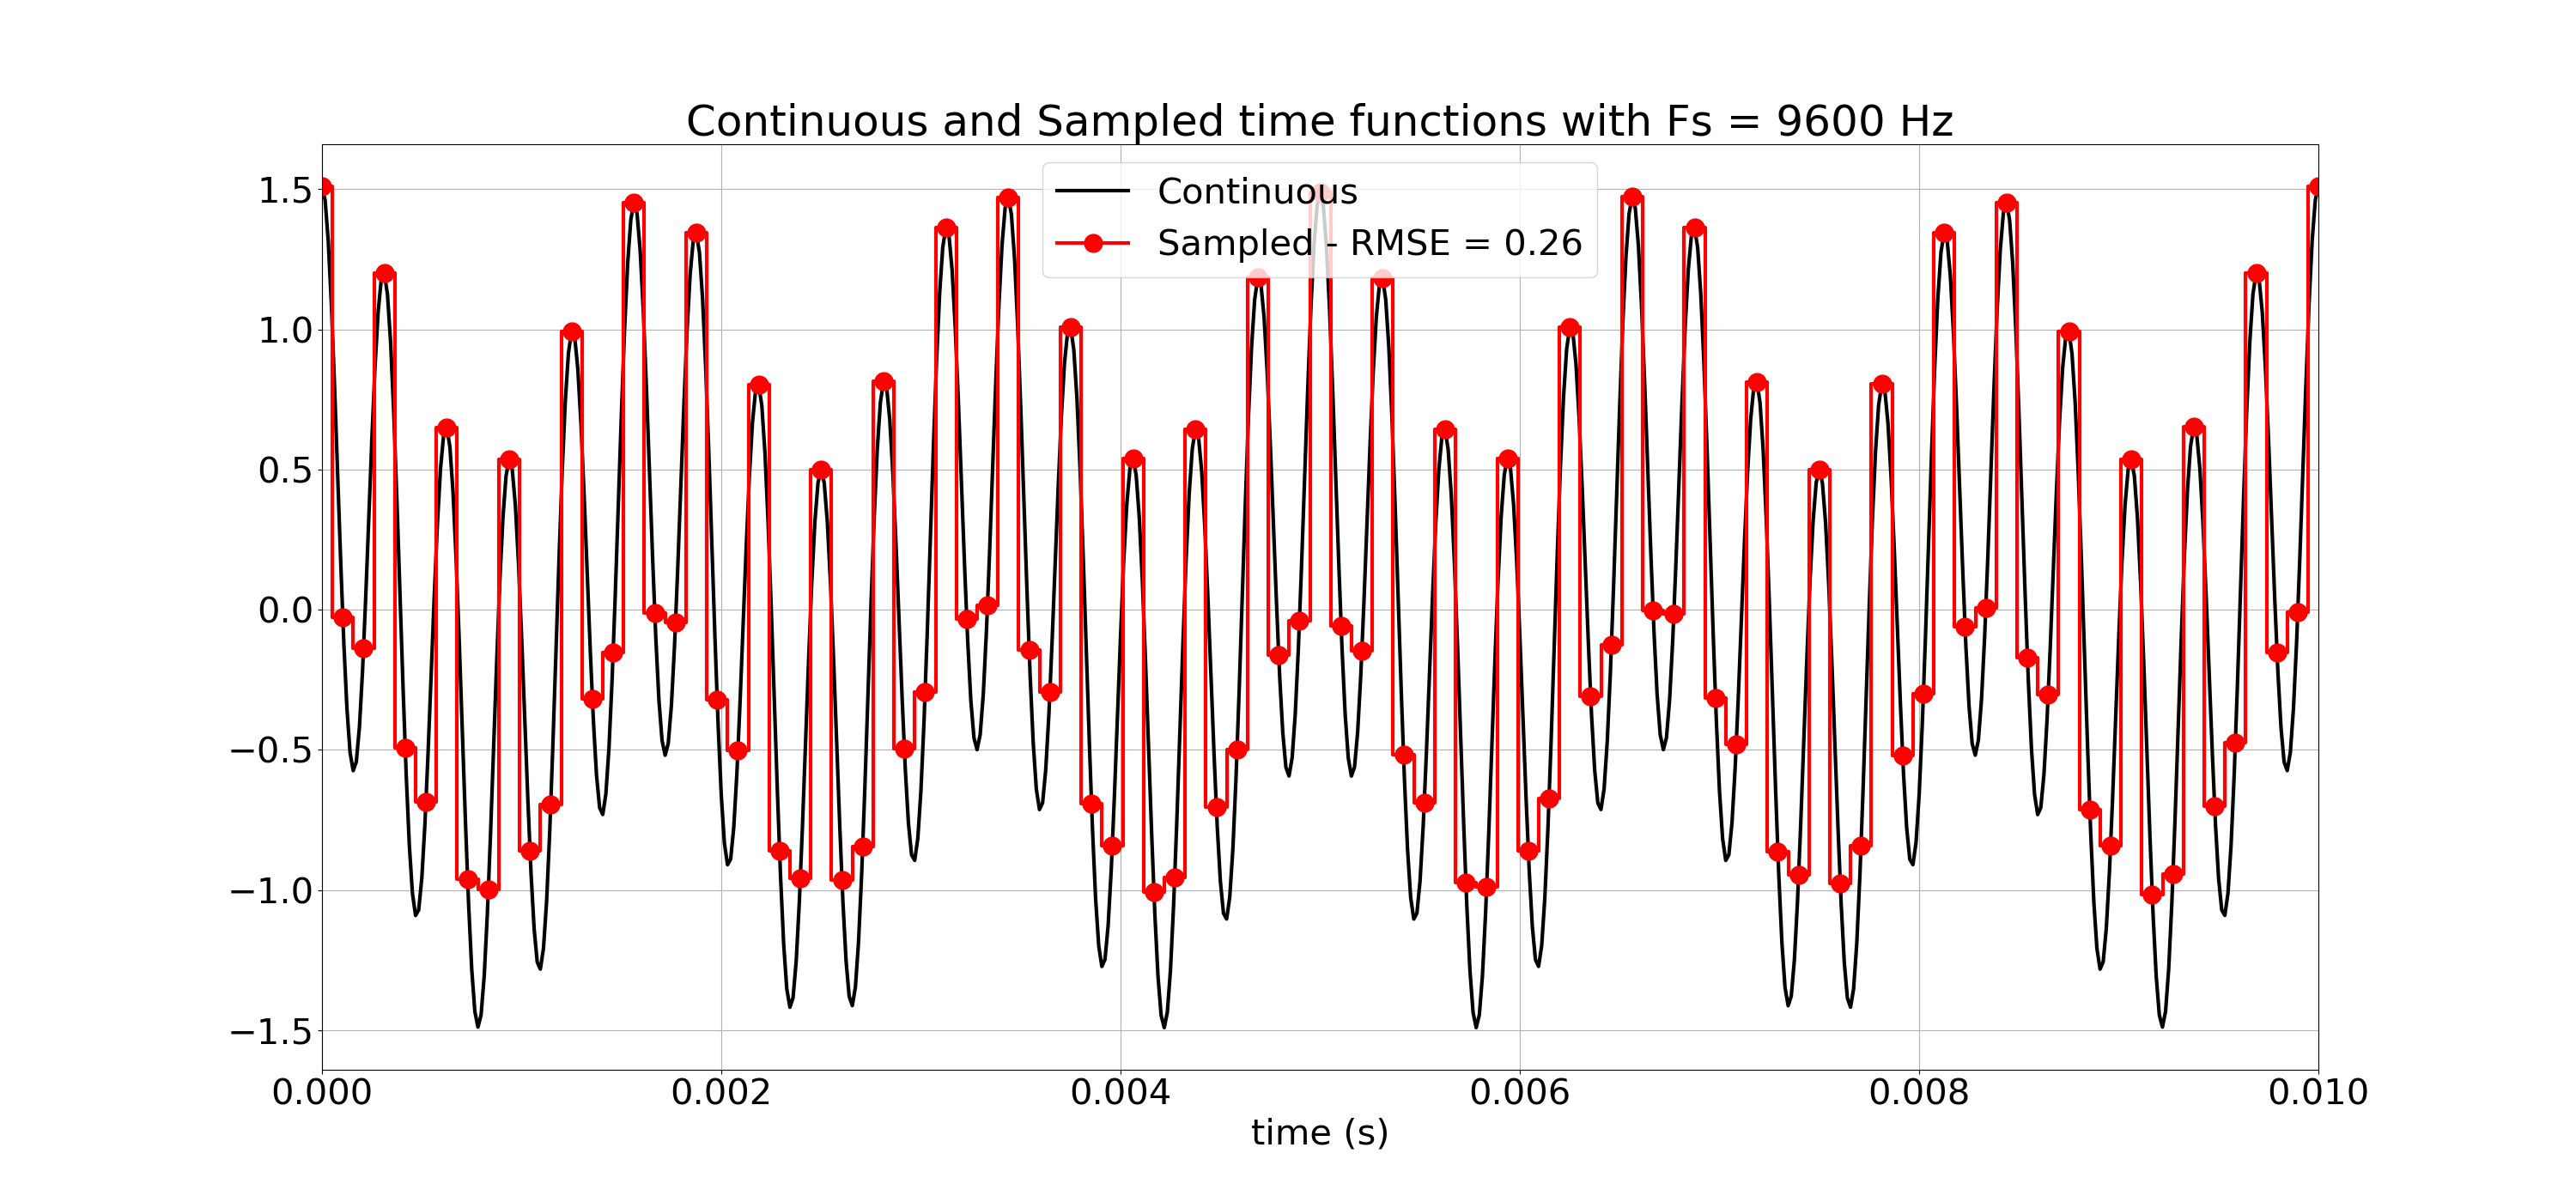 Continuous and Sampled time functions with Fs = 9600 Hz
Continuous
Sampled - RMSE = 0.26
1.5
1.0
0.5
0.0
−0.5
−1.0
−1.5
0.000 0.002 0.004 0.006 0.008 0.010
time (s)